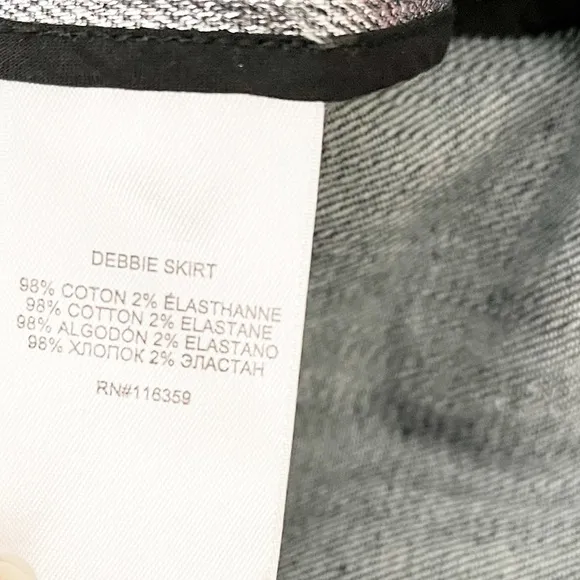 DEBBIE SKIRT
98% COTON 2% ÉLASTHANNE
98% COTTON 2% ELASTANE
98% ALGODÓN 2% ELASTANO
98% ХЛОПОК 2% ЭЛАСТАН
RN#116359